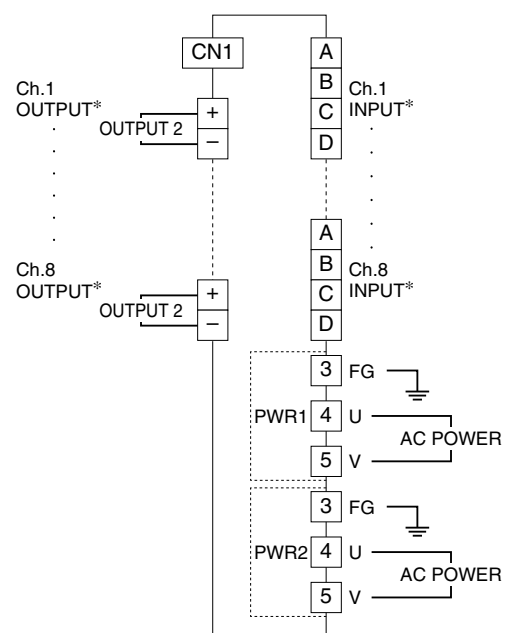 CN1
A
B
C
D
Ch.1
OUTPUT*
+
OUTPUT 2
–
Ch.1
INPUT*
A
B
C
D
Ch.8
OUTPUT*
+
OUTPUT 2
–
Ch.8
INPUT*
PWR1
3 FG
4 U
5 V
AC POWER
PWR2
3 FG
4 U
5 V
AC POWER